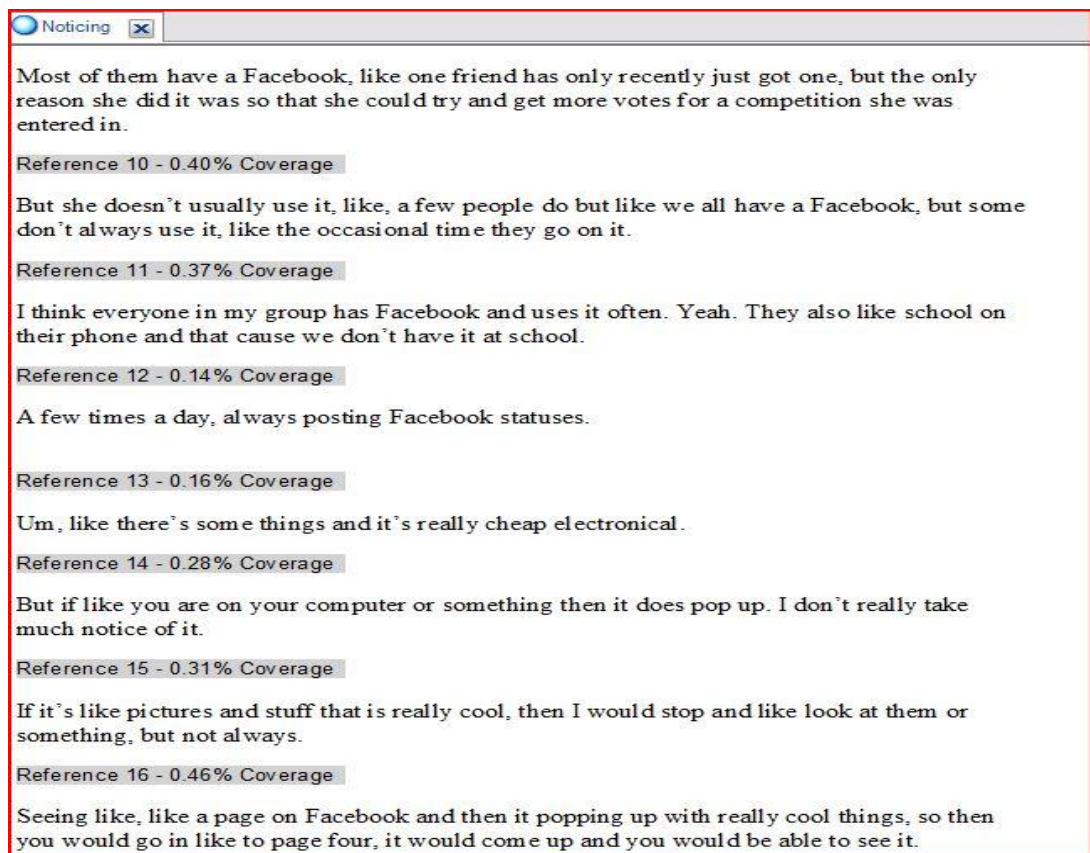 Noticing
Most of them have a Facebook, like one friend has only recently just got one, but the only
reason she did it was so that she could try and get more votes for a competition she was
entered in.
Reference 10 - 0.40% Coverage
But she doesn't usually use it, like, a few people do but like we all have a Facebook, but some
don't always use it, like the occasional time they go on it.
Reference 11 - 0.37% Coverage
I think everyone in my group has Facebook and uses it often. Yeah. They also like school on
their phone and that cause we don't have it at school.
Reference 12 - 0.14% Coverage
A few times a day, always posting Facebook statuses.
Reference 13 - 0.16% Coverage
Um, like there's some things and it's really cheap electronical.
Reference 14 - 0.28% Coverage
But if like you are on your computer or something then it does pop up. I don't really take
much notice of it.
Reference 15 - 0.31% Coverage
If it's like pictures and stuff that is really cool, then I would stop and like look at them or
something, but not always.
Reference 16 - 0.46% Coverage
Seeing like, like a page on Facebook and then it popping up with really cool things, so then
you would go in like to page four, it would come up and you would be able to see it.